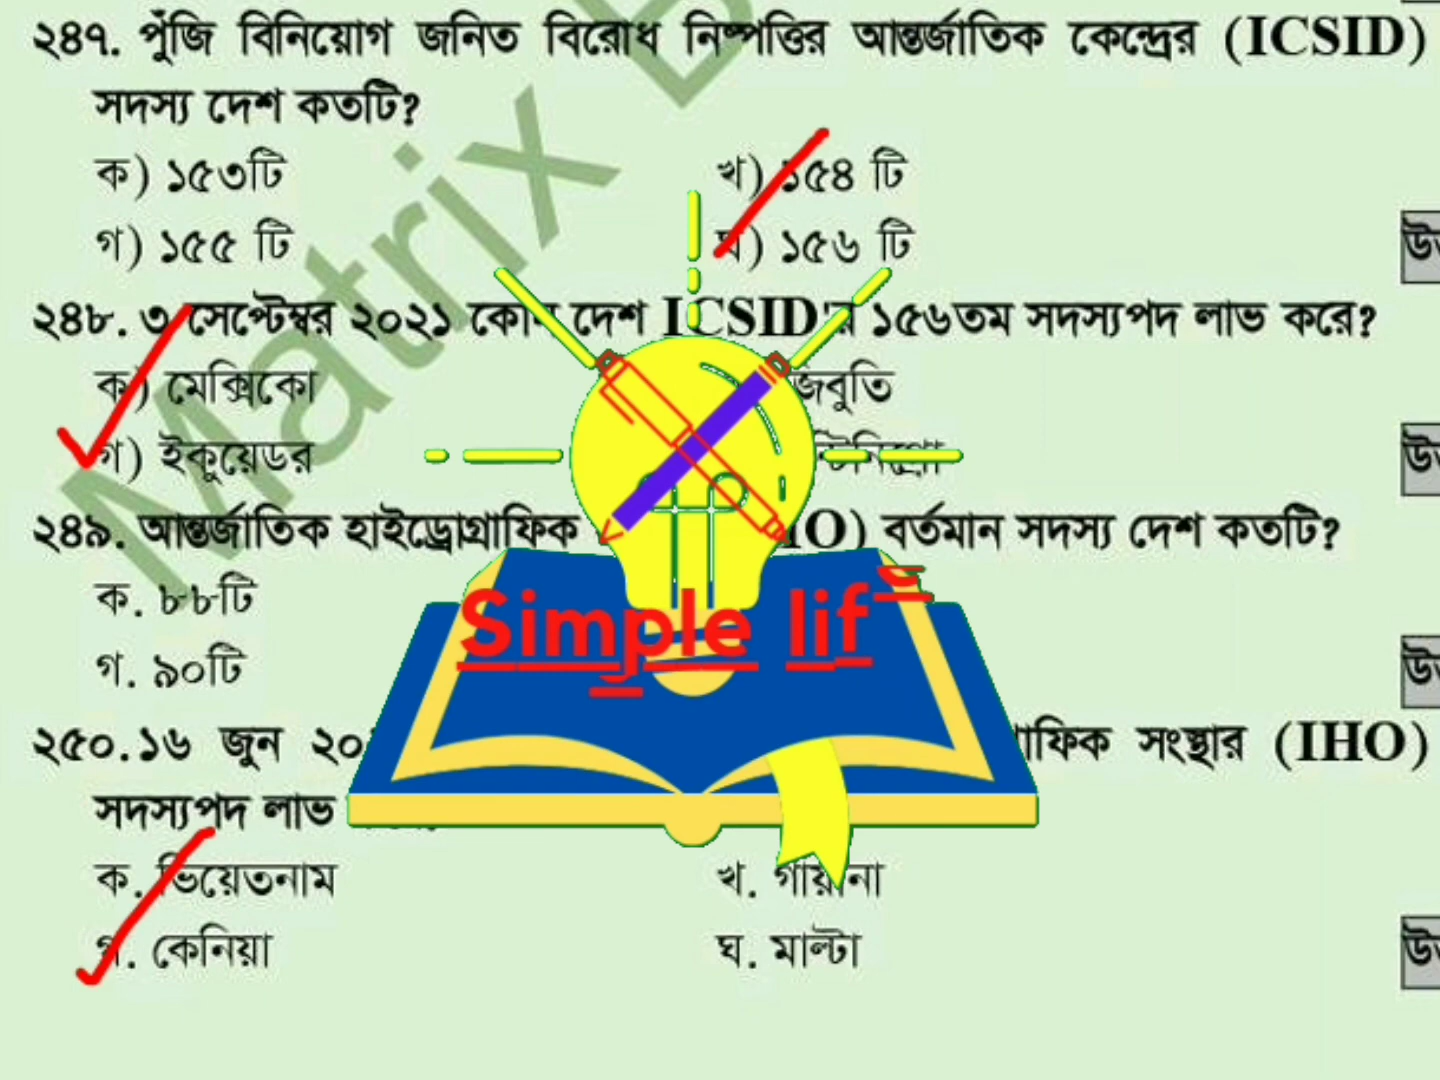 ২৪৭. পুঁজি বিনিয়োগ জনিত বিরোধ নিষ্পত্তির আন্তর্জাতিক কেন্দ্রের (ICSID)
সদস্য দেশ কতটি?
ক) ১৫৩টি খ) ১৫৪ টি
গ) ১৫৫ টি ঘ) ১৫৬ টি
২৪৮. ৩ সেপ্টেম্বর ২০২১ কোন দেশ ICSID'র ১৫৬তম সদস্যপদ লাভ করে?
ক) মেক্সিকো
গ) ইকুয়েডর
২৪৯. আন্তর্জাতিক হাইড্রোগ্রাফিক বর্তমান সদস্য দেশ কতটি?
ক. ৮৮টি
Simple lif
গ. ৯০টি
২৫০. ১৬ জুন সংস্থার (IHO)
সদস্যপদ লাভ
ক. ভিয়েতনাম খ. গায়ানা
গ. কেনিয়া ঘ. মাল্টা
Matrix